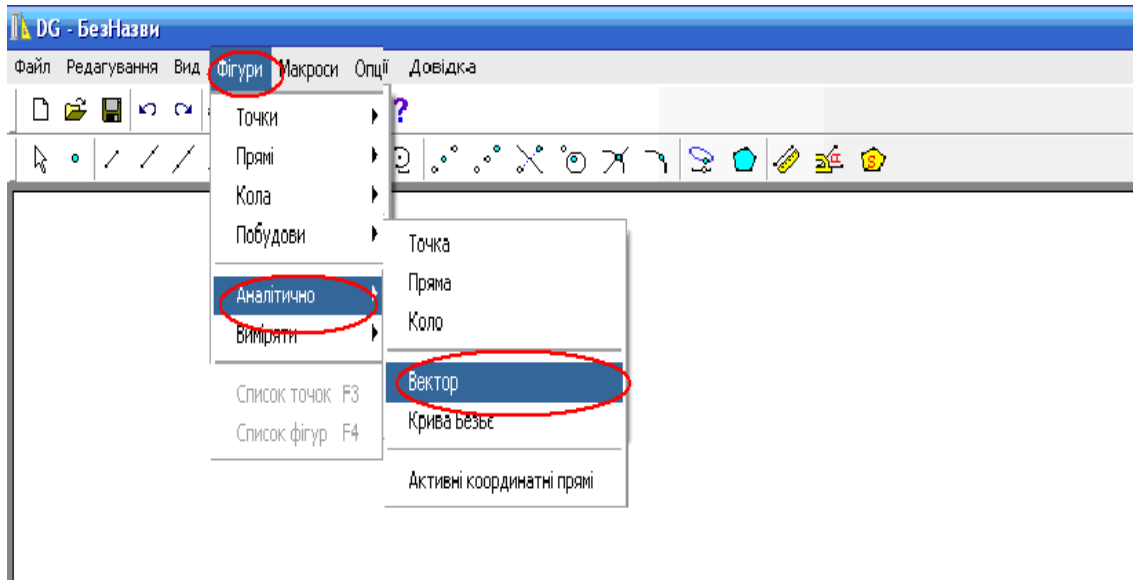 DG - БезНазви
Файл Редагування Вид Фігури Макроси Опції Довідка
?
Точки
Прямі
Кола
Побудови
Аналітично
Виміряти
Список точок F3
Список фігур F4
Точка
Пряма
Коло
Вектор
Крива Безьє
Активні координатні прямі